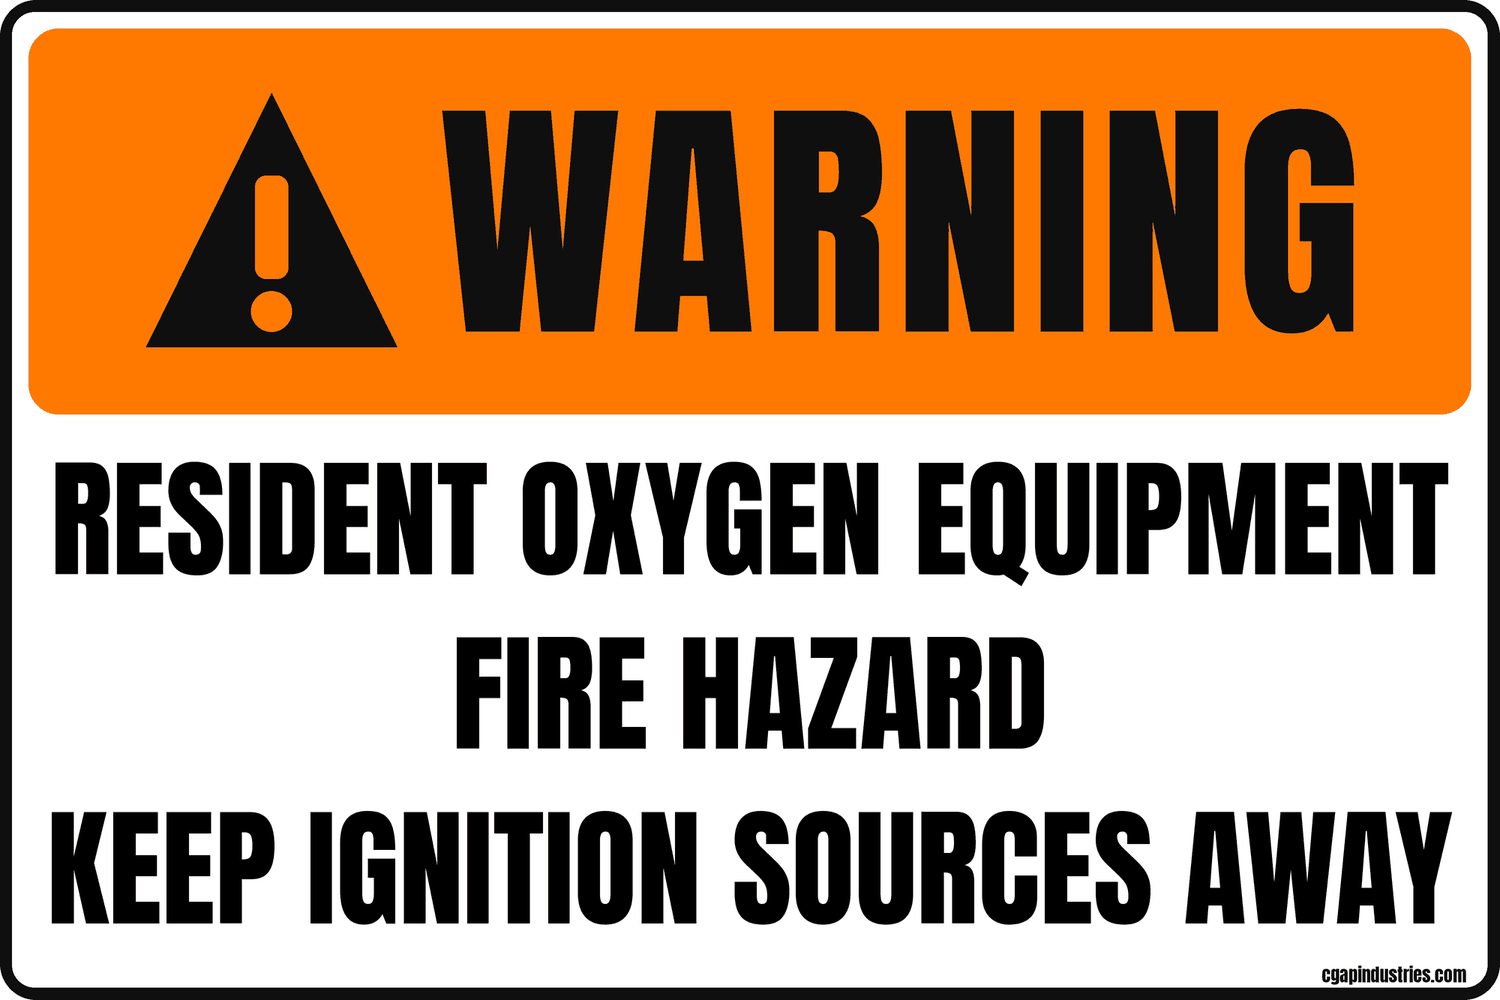 WARNING
RESIDENT OXYGEN EQUIPMENT
FIRE HAZARD
KEEP IGNITION SOURCES AWAY
cgapindustries.com